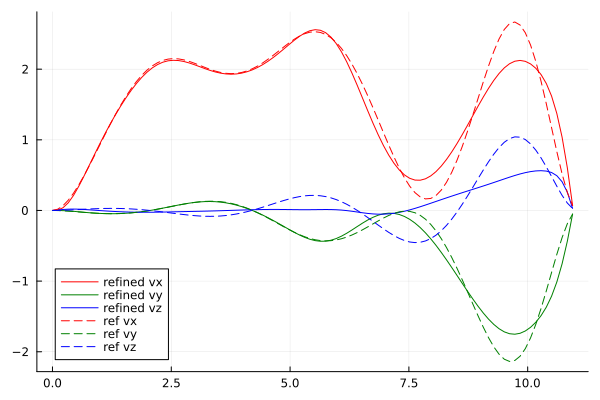 2
1
0
−1
−2
refined vx
refined vy
refined vz
ref vx
ref vy
ref vz
0.0 2.5 5.0 7.5 10.0